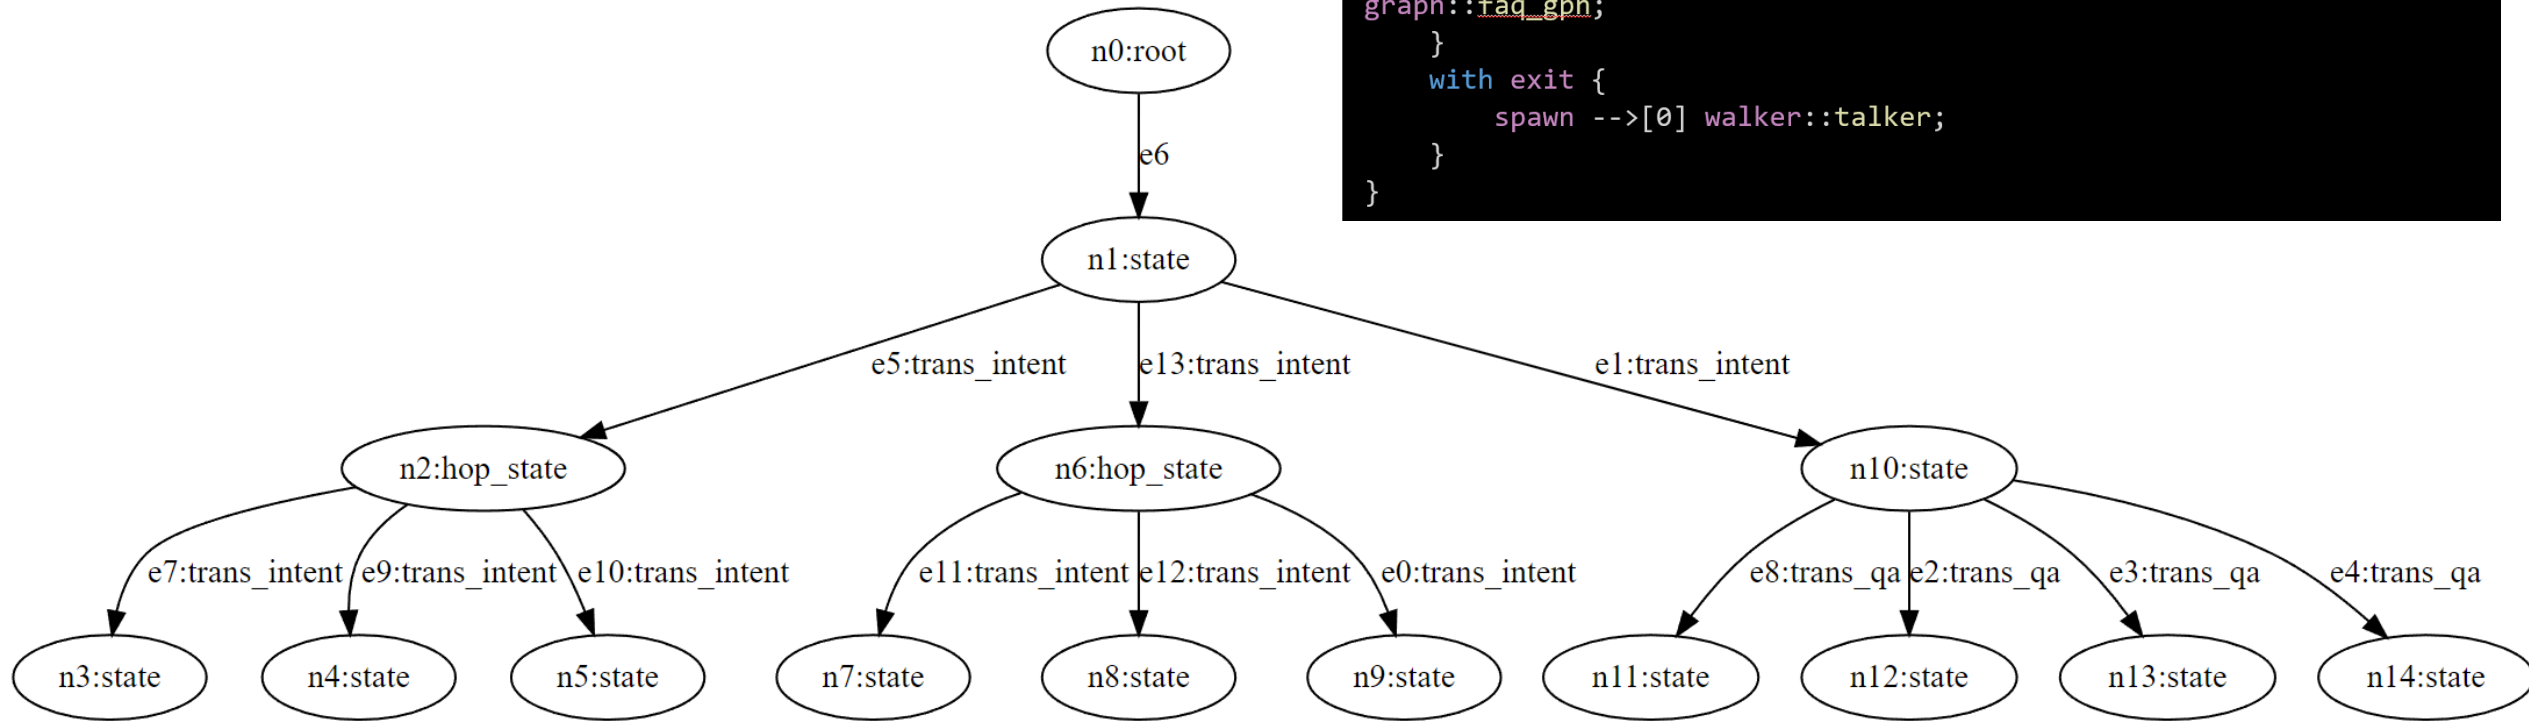 graph::faq_gph;
}
with exit {
spawn -->[0] walker::talker;
}
}
n0:root
e6
n1:state
e5:trans_intent
e13:trans_intent
e1:trans_intent
n2:hop_state
n6:hop_state
n10:state
e7:trans_intent
e9:trans_intent
e10:trans_intent
e11:trans_intent
e12:trans_intent
e0:trans_intent
e8:trans_qa
e2:trans_qa
e3:trans_qa
e4:trans_qa
n3:state
n4:state
n5:state
n7:state
n8:state
n9:state
n11:state
n12:state
n13:state
n14:state